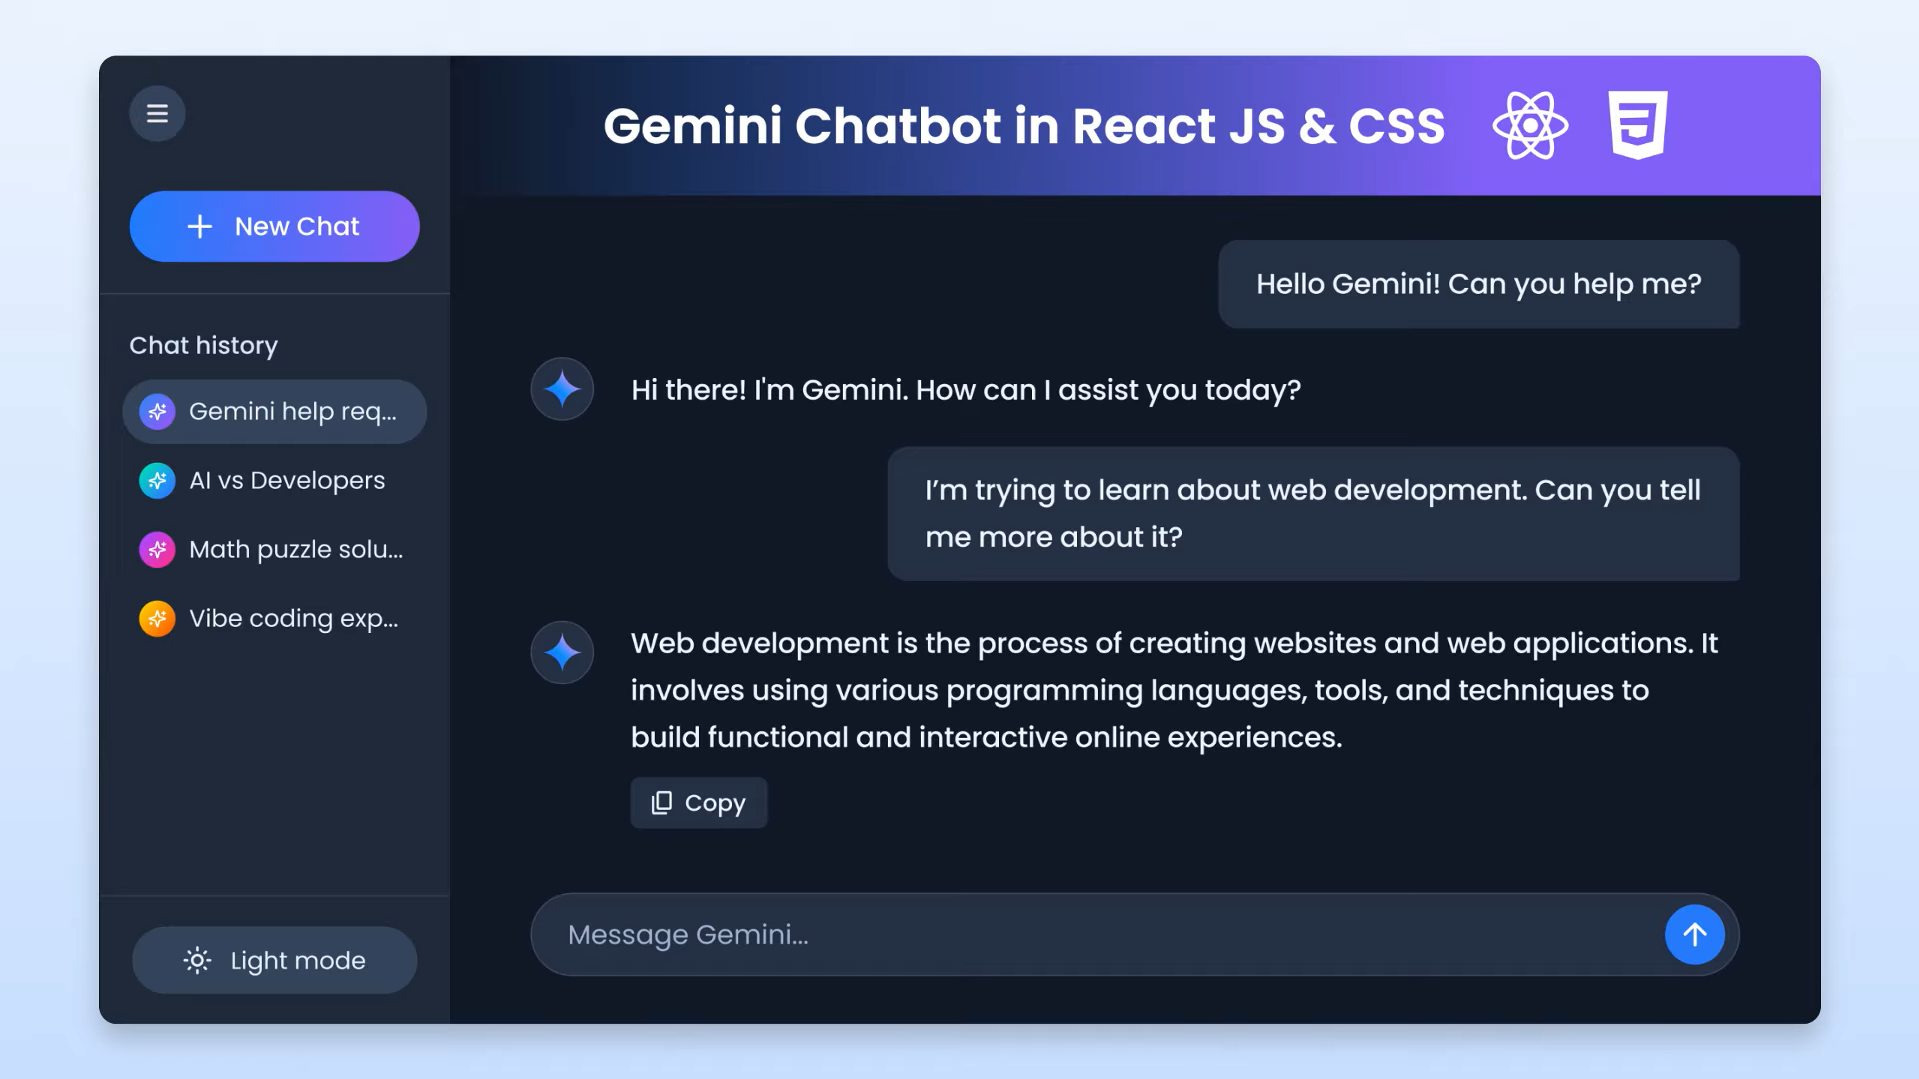 Gemini Chatbot in React JS & CSS
New Chat
Chat history
Gemini help req...
AI vs Developers
Math puzzle solu...
Vibe coding exp...
Light mode
Hello Gemini! Can you help me?
Hi there! I'm Gemini. How can I assist you today?
I’m trying to learn about web development. Can you tell
me more about it?
Web development is the process of creating websites and web applications. It
involves using various programming languages, tools, and techniques to
build functional and interactive online experiences.
Copy
Message Gemini...